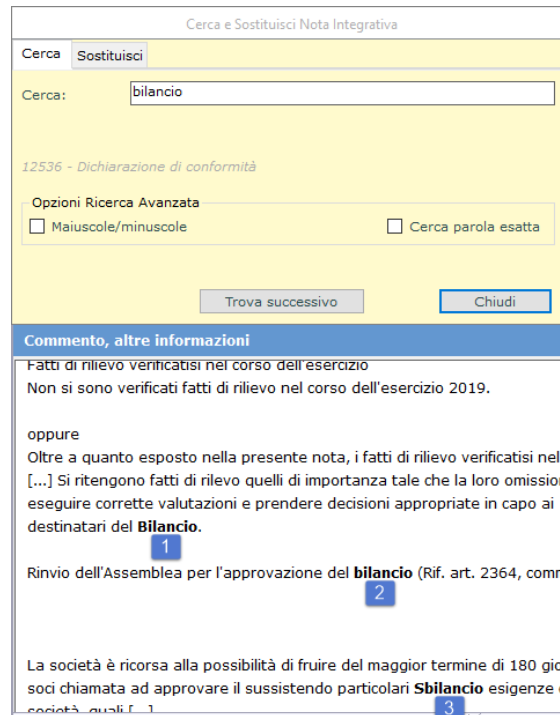 Cerca e Sostituisci Nota Integrativa
Cerca Sostituisci
Cerca: bilancio
12536 - Dichiarazione di conformità
Opzioni Ricerca Avanzata
Maiuscole/minuscole Cerca parola esatta
Trova successivo Chiudi
Commento, altre informazioni
Fatti di rilievo verificatisi nel corso dell'esercizio
Non si sono verificati fatti di rilievo nel corso dell'esercizio 2019.
oppure
Oltre a quanto esposto nella presente nota, i fatti di rilievo verificatisi nel
[...] Si ritengono fatti di rilevo quelli di importanza tale che la loro omission
eseguire corrette valutazioni e prendere decisioni appropriate in capo ai
destinatari del Bilancio.
1
Rinvio dell'Assemblea per l'approvazione del bilancio (Rif. art. 2364, comm
2
La società è ricorsa alla possibilità di fruire del maggior termine di 180 gio
soci chiamata ad approvare il sussistendo particolari Sbilancio esigenze
società, quali [...]
3